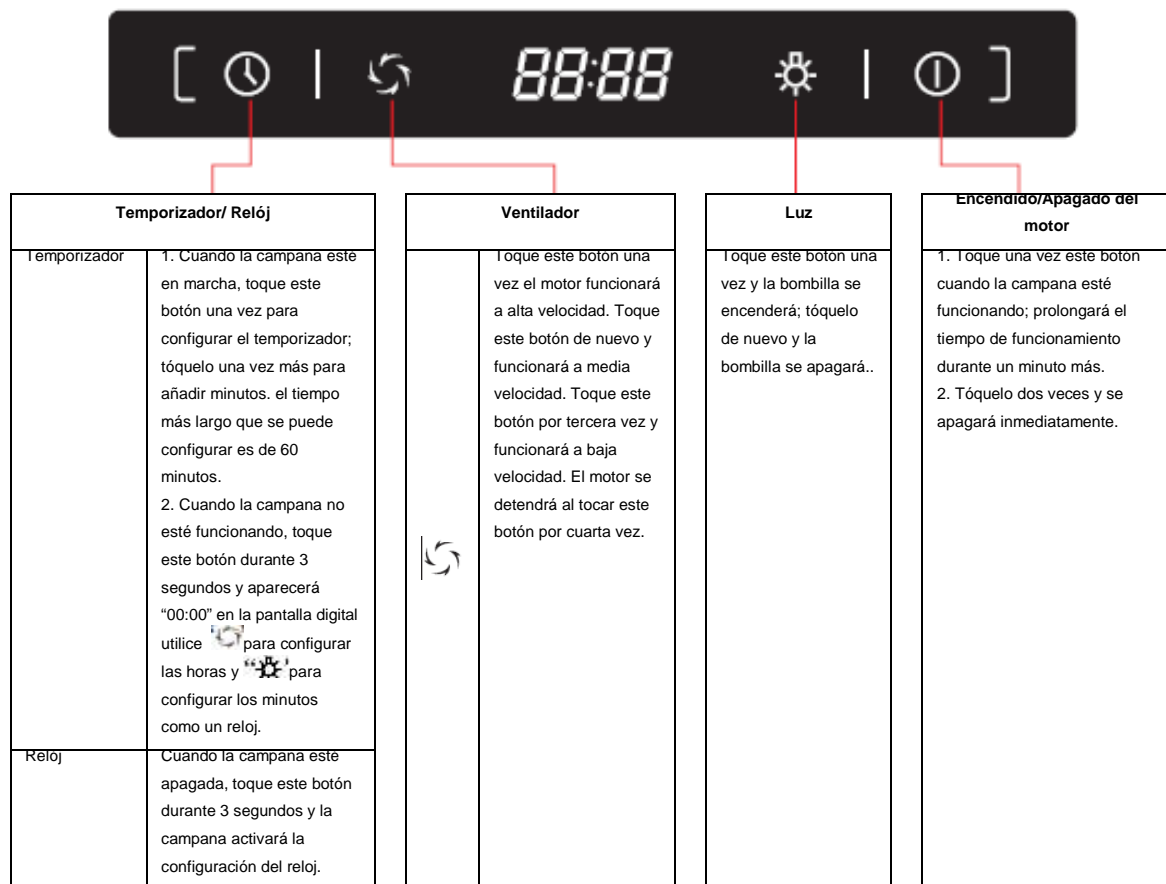 88:88
Temporizador/ Relój
Temporizador
1. Cuando la campana esté
en marcha, toque este
botón una vez para
configurar el temporizador;
tóquelo una vez más para
añadir minutos. el tiempo
más largo que se puede
configurar es de 60
minutos.
2. Cuando la campana no
esté funcionando, toque
este botón durante 3
segundos y aparecerá
“00:00” en la pantalla digital
utilice para configurar
las horas y “ ' para
configurar los minutos
como un reloj.
Relój
Cuando la campana esté
apagada, toque este botón
durante 3 segundos y la
campana activará la
configuración del reloj.
Ventilador
Toque este botón una
vez el motor funcionará
a alta velocidad. Toque
este botón de nuevo y
funcionará a media
velocidad. Toque este
botón por tercera vez y
funcionará a baja
velocidad. El motor se
detendrá al tocar este
botón por cuarta vez.
Luz
Toque este botón una
vez y la bombilla se
encenderá; tóquelo
de nuevo y la
bombilla se apagará..
Encendido/Apagado del
motor
1. Toque una vez este botón
cuando la campana esté
funcionando; prolongará el
tiempo de funcionamiento
durante un minuto más.
2. Tóquelo dos veces y se
apagará inmediatamente.